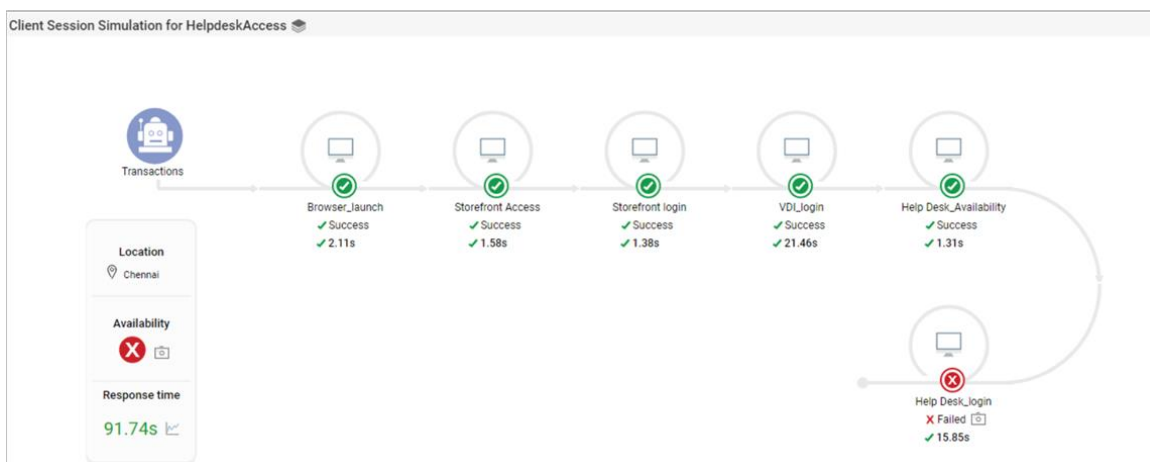 Client Session Simulation for HelpdeskAccess
Transactions
Browser_launch
Success
2.11s
Storefront Access
Success
1.58s
Storefront login
Success
1.38s
VDI_login
Success
21.46s
Help Desk_Availability
Success
1.31s
Location
Chennai
Availability
X
Response time
91.74s
Help Desk_login
X Failed
15.85s